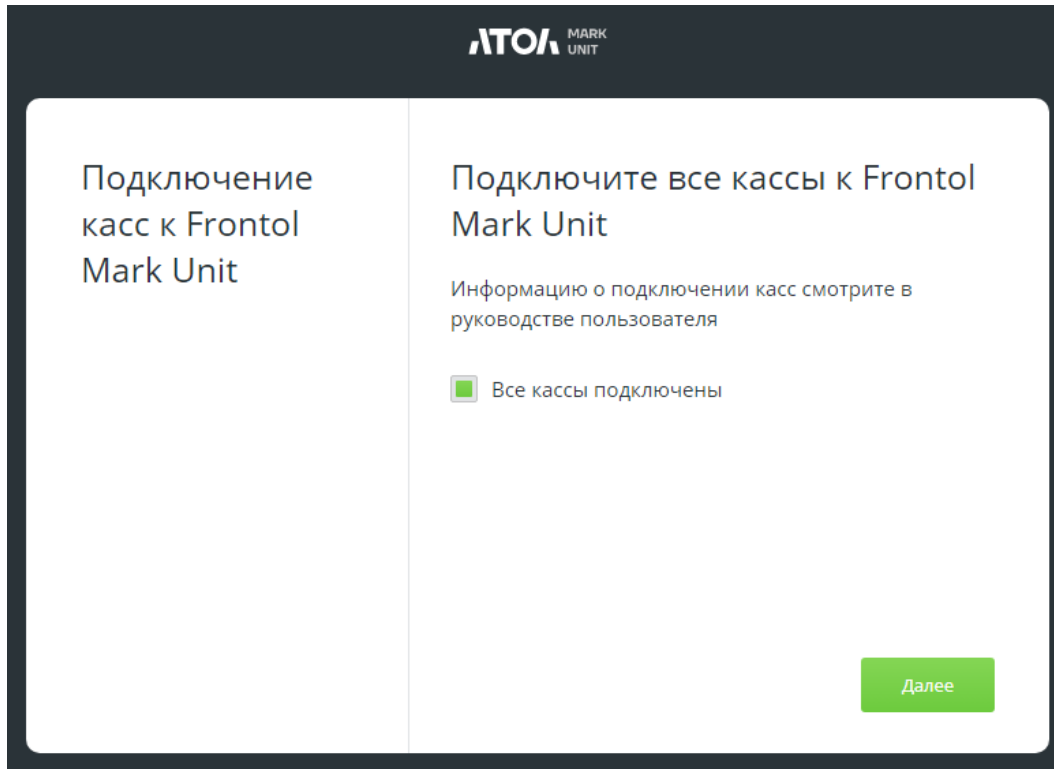 АТОЛ MARK
UNIT
Подключение
касс к Frontol
Mark Unit
Подключите все кассы к Frontol
Mark Unit
Информацию о подключении касс смотрите в
руководстве пользователя
Все кассы подключены
Далее